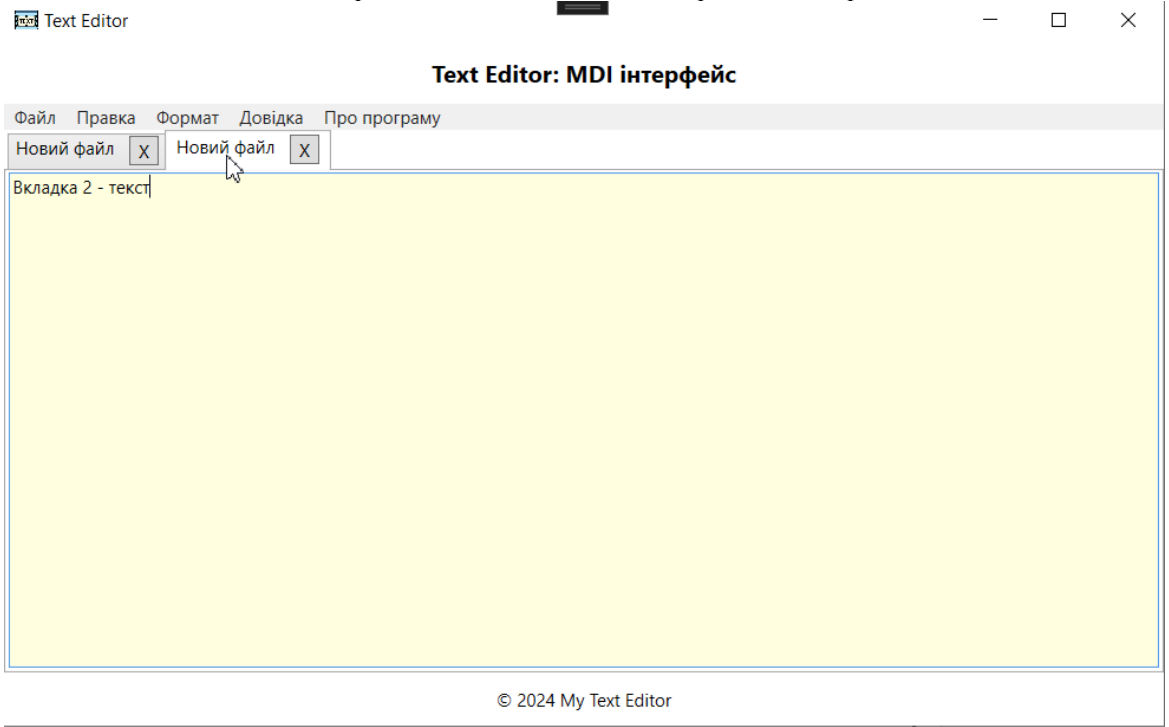 Text Editor
Text Editor: MDI інтерфейс
Файл Правка Формат Довідка Про програму
Новий файл X Новий файл X
Вкладка 2 - текст
© 2024 My Text Editor